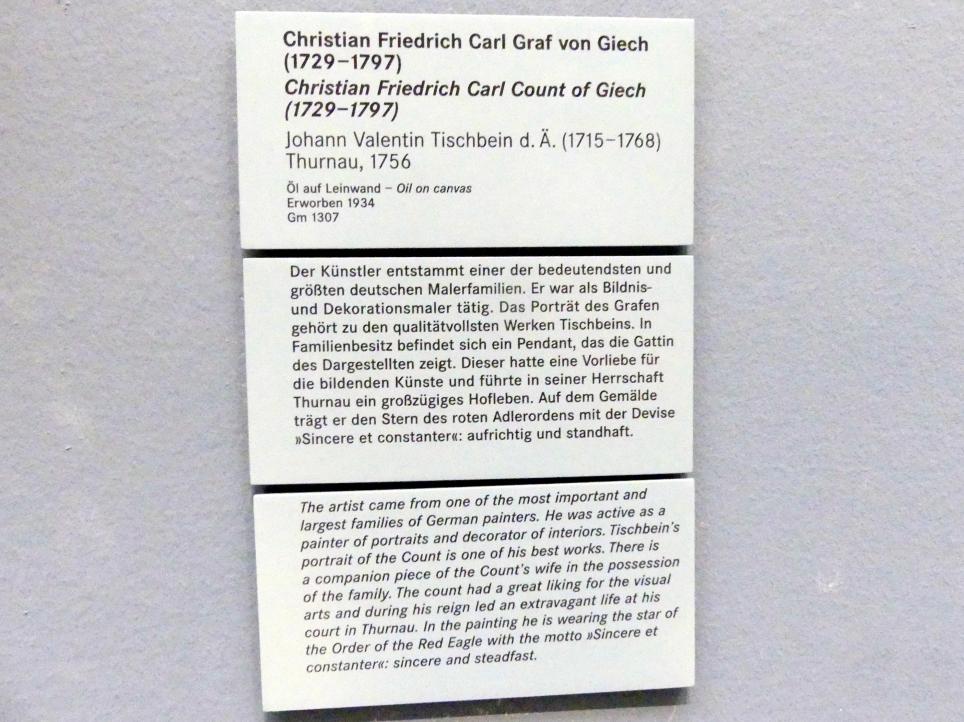 Christian Friedrich Carl Graf von Giech
(1729–1797)
Christian Friedrich Carl Count of Giech
(1729–1797)
Johann Valentin Tischbein d. Ä. (1715–1768)
Thurnau, 1756
Öl auf Leinwand – Oil on canvas
Erworben 1934
Gm 1307
Der Künstler entstammt einer der bedeutendsten und
größten deutschen Malerfamilien. Er war als Bildnis-
und Dekorationsmaler tätig. Das Porträt des Grafen
gehört zu den qualitätvollsten Werken Tischbeins. In
Familienbesitz befindet sich ein Pendant, das die Gattin
des Dargestellten zeigt. Dieser hatte eine Vorliebe für
die bildenden Künste und führte in seiner Herrschaft
Thurnau ein großzügiges Hofleben. Auf dem Gemälde
trägt er den Stern des roten Adlerordens mit der Devise
»Sincere et constanter«: aufrichtig und standhaft.
The artist came from one of the most important and
largest families of German painters. He was active as a
painter of portraits and decorator of interiors. Tischbein's
portrait of the Count is one of his best works. There is
a companion piece of the Count's wife in the possession
of the family. The count had a great liking for the visual
arts and during his reign led an extravagant life at his
court in Thurnau. In the painting he is wearing the star of
the Order of the Red Eagle with the motto »Sincere et
constanter«: sincere and steadfast.